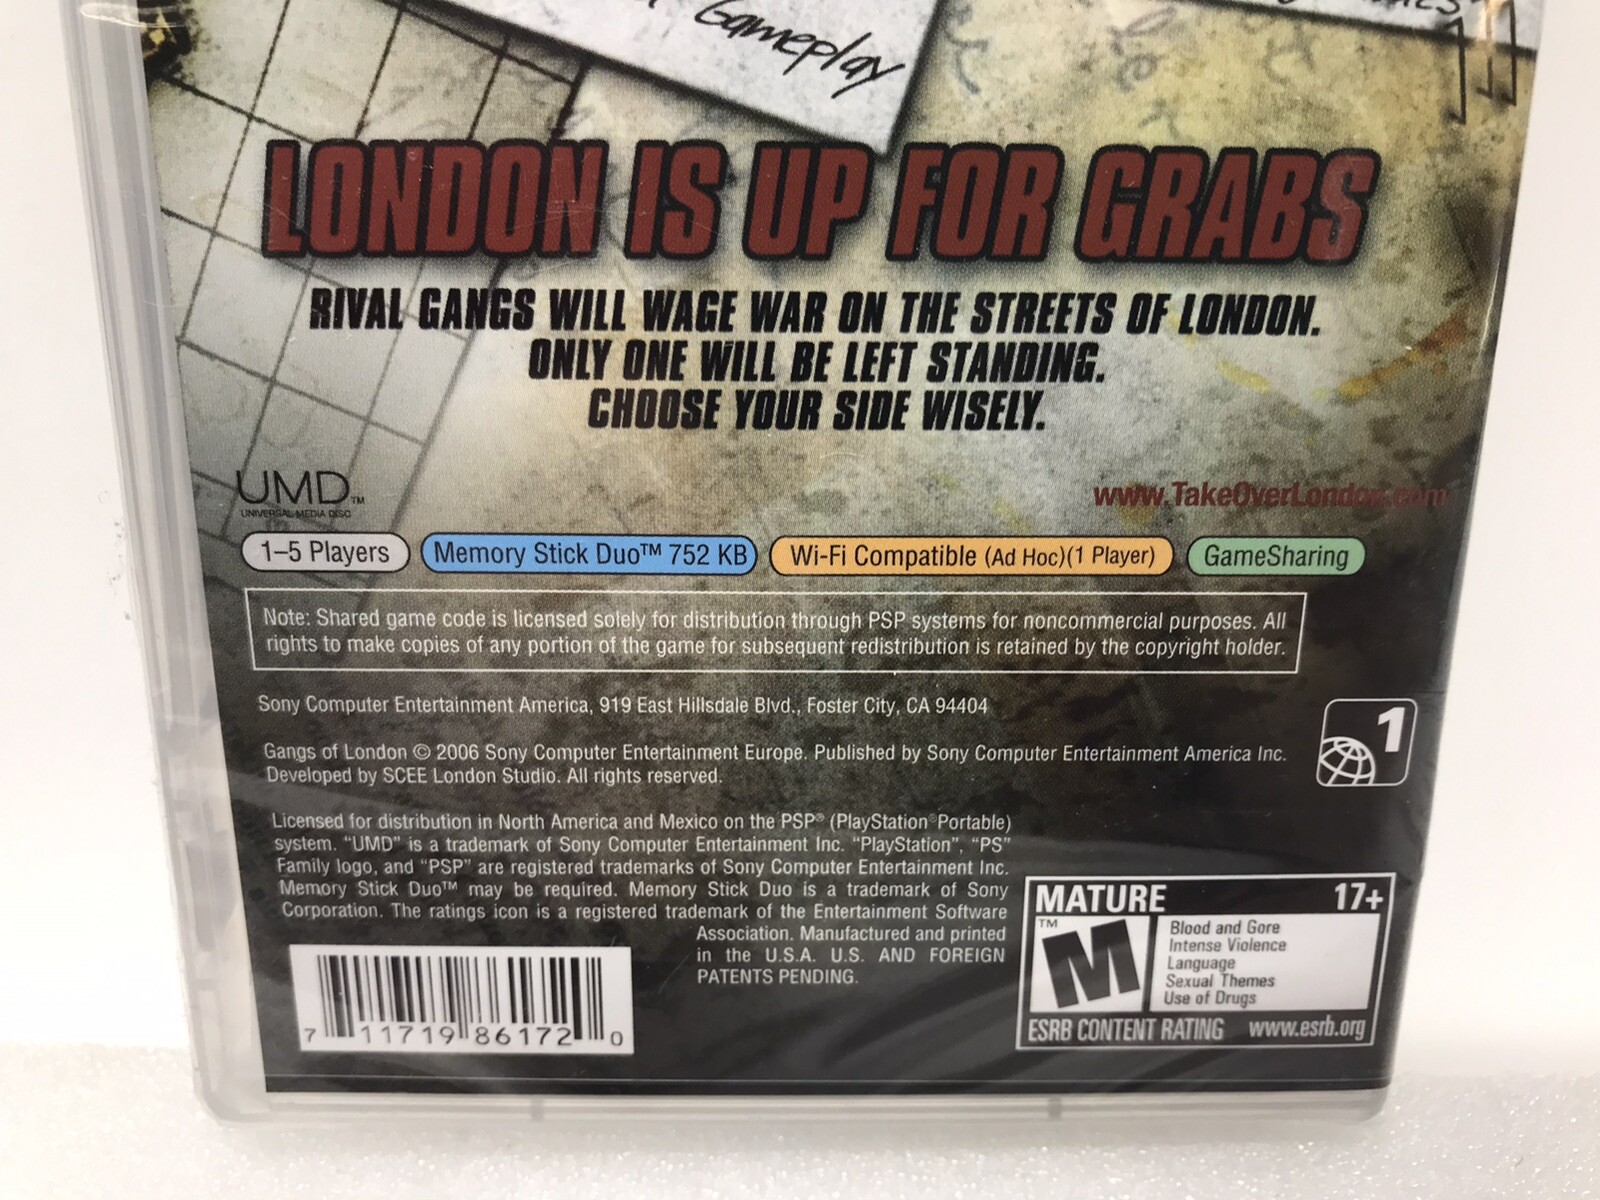 Gameplay
LONDON IS UP FOR GRABS
RIVAL GANGS WILL WAGE WAR ON THE STREETS OF LONDON.
ONLY ONE WILL BE LEFT STANDING.
CHOOSE YOUR SIDE WISELY.
UMD™
UNIVERSAL MEDIA DISC
www.TakeOverLondon.com
1–5 Players
Memory Stick Duo™ 752 KB
Wi-Fi Compatible (Ad Hoc)(1 Player)
GameSharing
Note: Shared game code is licensed solely for distribution through PSP systems for noncommercial purposes. All
rights to make copies of any portion of the game for subsequent redistribution is retained by the copyright holder.
Sony Computer Entertainment America, 919 East Hillsdale Blvd., Foster City, CA 94404
1
Gangs of London © 2006 Sony Computer Entertainment Europe. Published by Sony Computer Entertainment America Inc.
Developed by SCEE London Studio. All rights reserved.
Licensed for distribution in North America and Mexico on the PSP® (PlayStation®Portable)
system. “UMD” is a trademark of Sony Computer Entertainment Inc. “PlayStation”, “PS”
Family logo, and “PSP” are registered trademarks of Sony Computer Entertainment Inc.
Memory Stick Duo™ may be required. Memory Stick Duo is a trademark of Sony
Corporation. The ratings icon is a registered trademark of the Entertainment Software
Association. Manufactured and printed
in the U.S.A. U.S. AND FOREIGN
PATENTS PENDING.
7 11719 86172 0
MATURE 17+
™
M
Blood and Gore
Intense Violence
Language
Sexual Themes
Use of Drugs
ESRB CONTENT RATING www.esrb.org